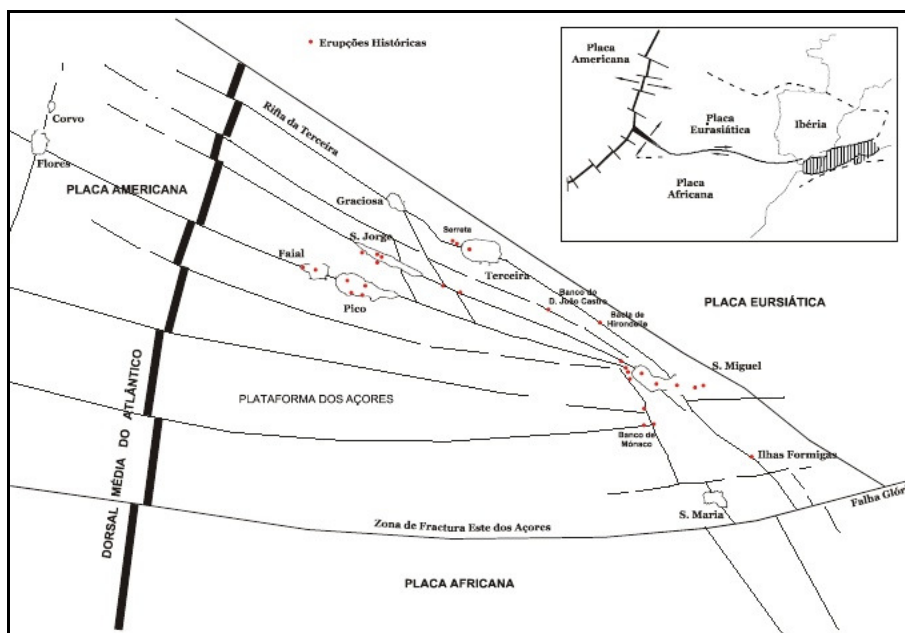 Erupções Históricas
Placa
Americana
Placa
Eurasiática
Ibéria
Placa
Africana
Corvo
Flores
PLACA AMERICANA
Rifta da Terceira
Graciosa
S. Jorge
Serreta
Terceira
Faial
Pico
Banco do
D. João Castro
Bacia de
Hirondelle
PLACA EURSIÁTICA
S. Miguel
PLATAFORMA DOS AÇORES
DORSAL MÉDIA DO ATLÂNTICO
Banco de
Mónaco
Ilhas Formigas
S. Maria
Falha Glór
Zona de Fractura Este dos Açores
PLACA AFRICANA